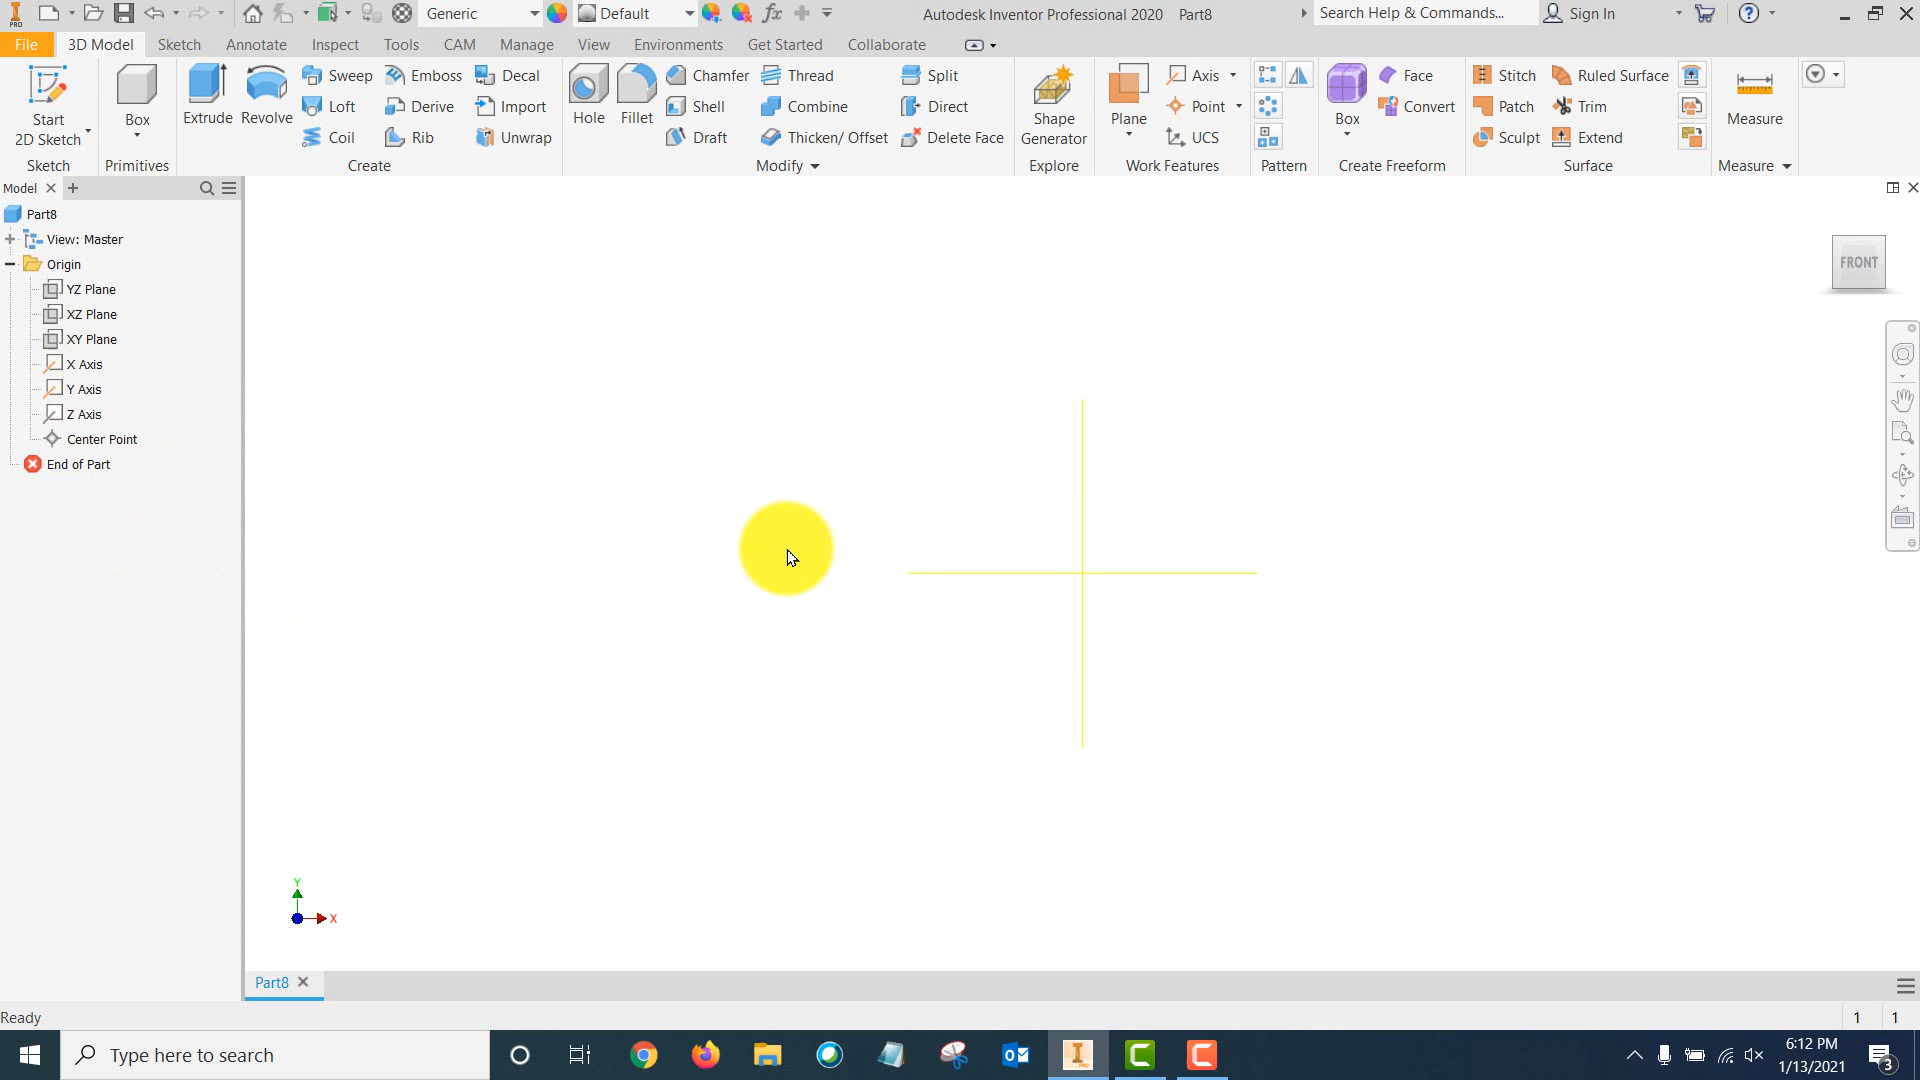 Generic Default Autodesk Inventor Professional 2020 Part8 Search Help & Commands... Sign In
File 3D Model Sketch Annotate Inspect Tools CAM Manage View Environments Get Started Collaborate
Start 2D Sketch
Sketch
Box
Primitives
Extrude Revolve
Sweep Emboss Decal
Loft Derive Import
Coil Rib Unwrap
Create
Hole Fillet
Chamfer Thread Split
Shell Combine Direct
Draft Thicken/ Offset Delete Face
Modify
Shape Generator
Explore
Plane
Axis
Point
UCS
Work Features
Pattern
Box
Face
Convert
Create Freeform
Stitch Ruled Surface
Patch Trim
Sculpt Extend
Surface
Measure
Measure
Model
Part8
View: Master
Origin
YZ Plane
XZ Plane
XY Plane
X Axis
Y Axis
Z Axis
Center Point
End of Part
FRONT
Y
X
Part8
Ready 1 1
Type here to search
6:12 PM
1/13/2021
3